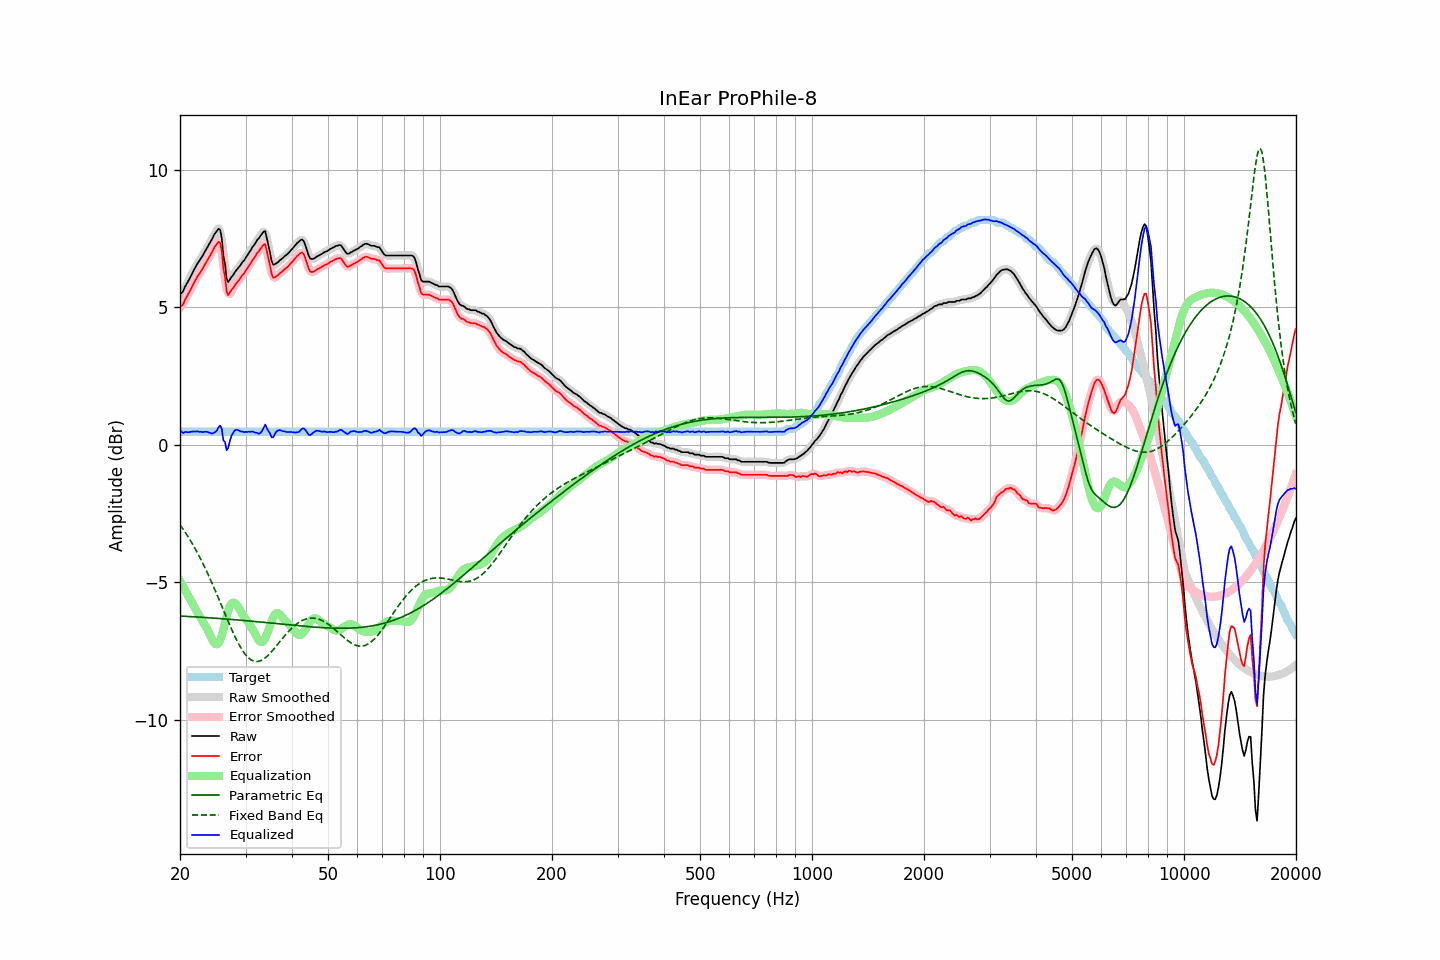 InEar ProPhile-8
Amplitude (dBr)
10
5
0
−5
−10
Target
Raw Smoothed
Error Smoothed
Raw
Error
Equalization
Parametric Eq
Fixed Band Eq
Equalized
20 50 100 200 500 1000 2000 5000 10000 20000
Frequency (Hz)